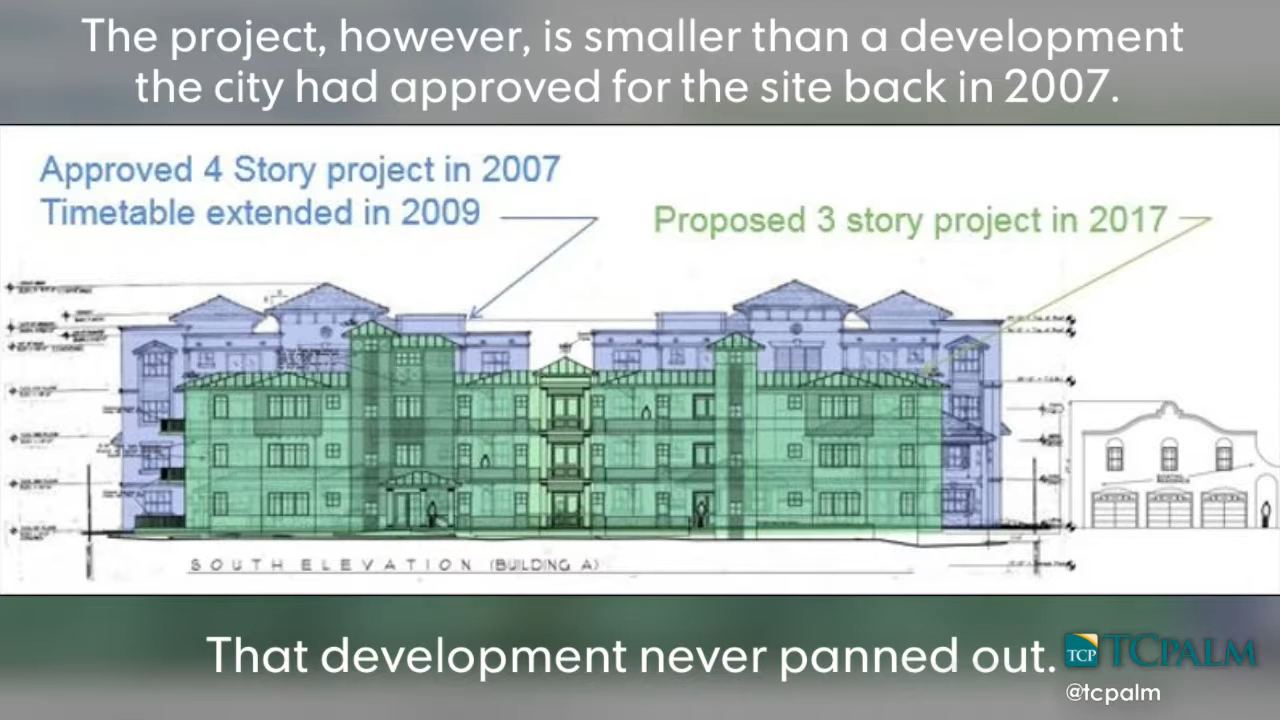 The project, however, is smaller than a development
the city had approved for the site back in 2007.
Approved 4 Story project in 2007
Timetable extended in 2009
Proposed 3 story project in 2017
SOUTH ELEVATION (BUILDING A)
That development never panned out.
TCP TCPALM
@tcpalm